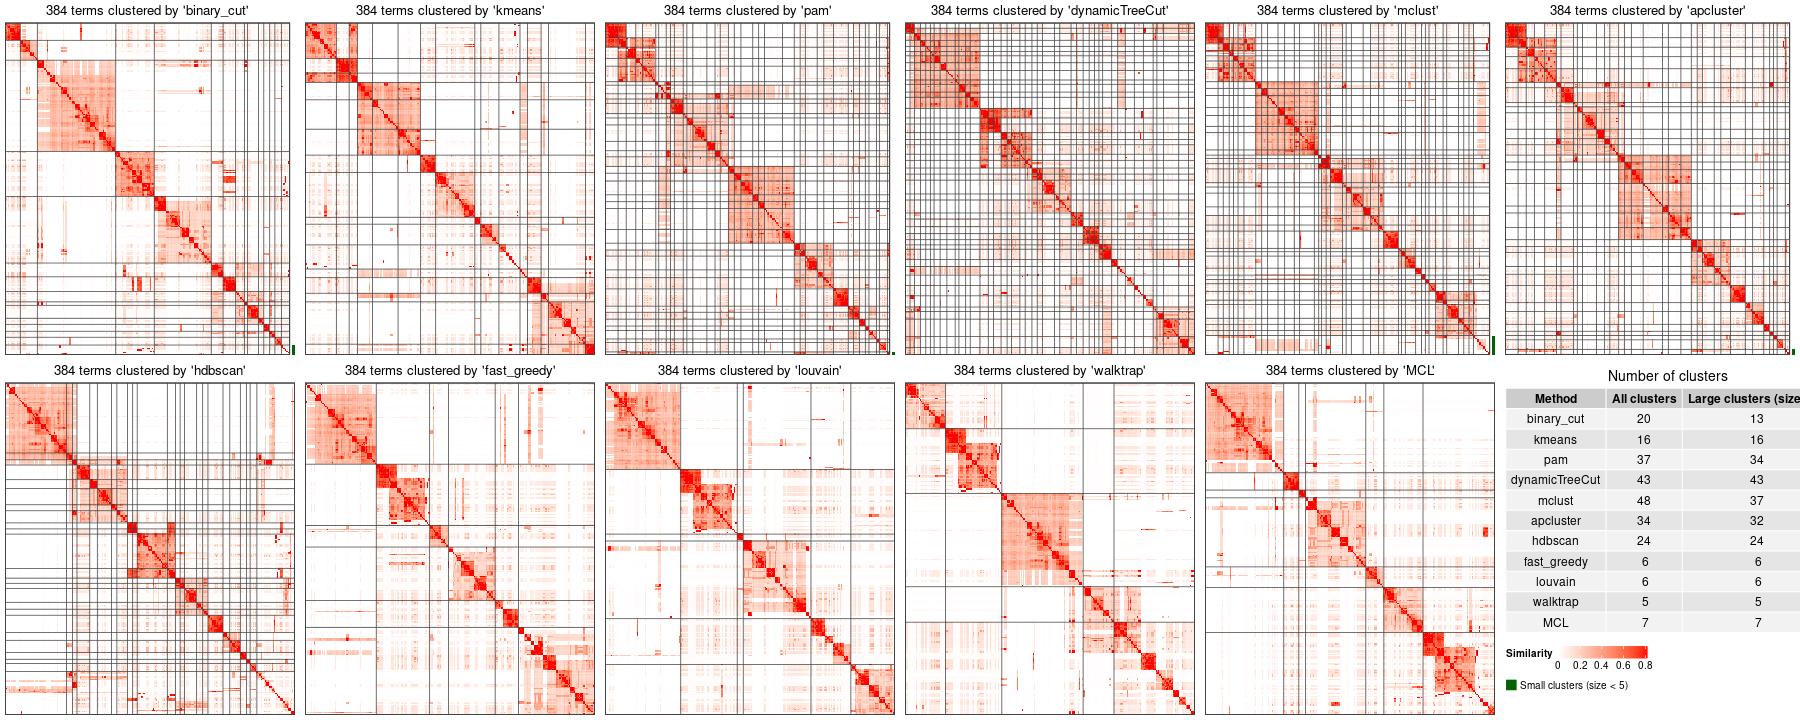 384 terms clustered by 'binary_cut'
384 terms clustered by 'kmeans'
384 terms clustered by 'pam'
384 terms clustered by 'dynamicTreeCut'
384 terms clustered by 'mclust'
384 terms clustered by 'apcluster'
384 terms clustered by 'hdbscan'
384 terms clustered by 'fast_greedy'
384 terms clustered by 'louvain'
384 terms clustered by 'walktrap'
384 terms clustered by 'MCL'
Number of clusters
Method All clusters Large clusters (size
binary_cut 20 13
kmeans 16 16
pam 37 34
dynamicTreeCut 43 43
mclust 48 37
apcluster 34 32
hdbscan 24 24
fast_greedy 6 6
louvain 6 6
walktrap 5 5
MCL 7 7
Similarity
0 0.2 0.4 0.6 0.8
Small clusters (size < 5)